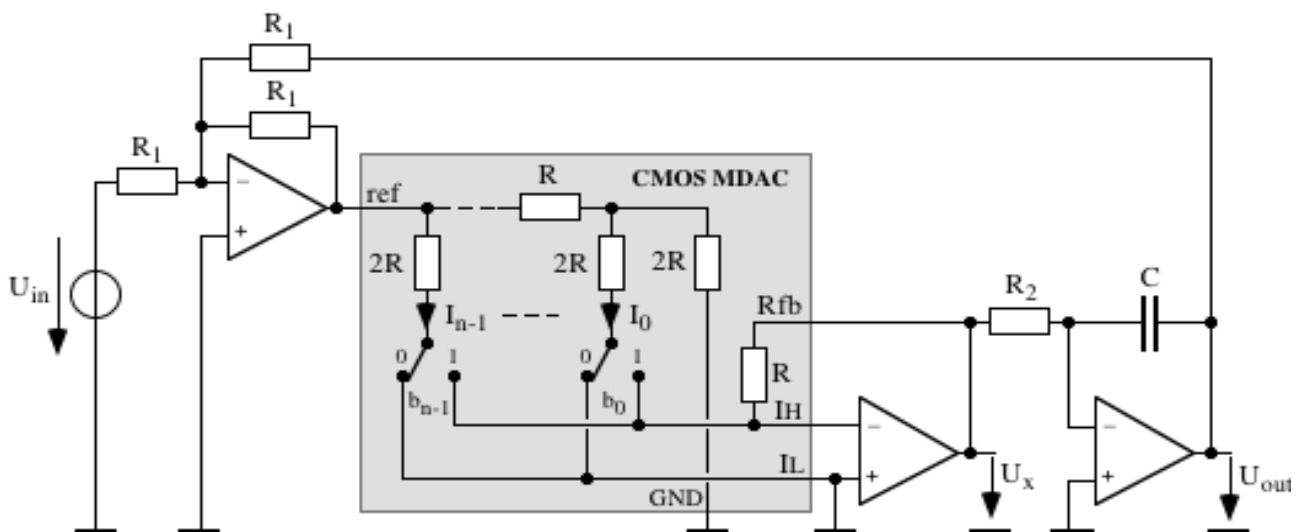 R1
R1
R1
− +
Uin
ref
R
CMOS MDAC
2R
2R
2R
In-1
I0
0 1
0 1
bn-1
b0
Rfb
R
IH
IL
GND
− +
Ux
R2
C
− +
Uout